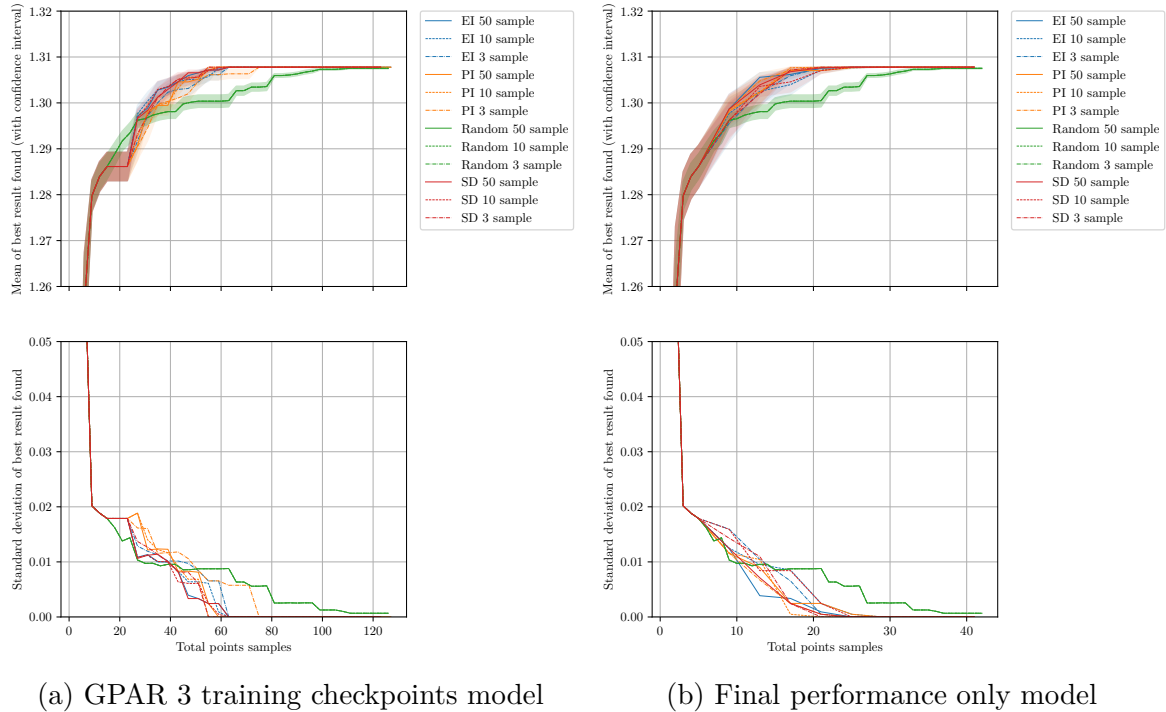 1.32
1.31
1.30
1.29
1.28
1.27
1.26
Mean of best result found (with confidence interval)
EI 50 sample
EI 10 sample
EI 3 sample
PI 50 sample
PI 10 sample
PI 3 sample
Random 50 sample
Random 10 sample
Random 3 sample
SD 50 sample
SD 10 sample
SD 3 sample
0.05
0.04
0.03
0.02
0.01
0.00
Standard deviation of best result found
0 20 40 60 80 100 120
Total points samples
(a) GPAR 3 training checkpoints model
1.32
1.31
1.30
1.29
1.28
1.27
1.26
Mean of best result found (with confidence interval)
EI 50 sample
EI 10 sample
EI 3 sample
PI 50 sample
PI 10 sample
PI 3 sample
Random 50 sample
Random 10 sample
Random 3 sample
SD 50 sample
SD 10 sample
SD 3 sample
0.05
0.04
0.03
0.02
0.01
0.00
Standard deviation of best result found
0 10 20 30 40
Total points samples
(b) Final performance only model